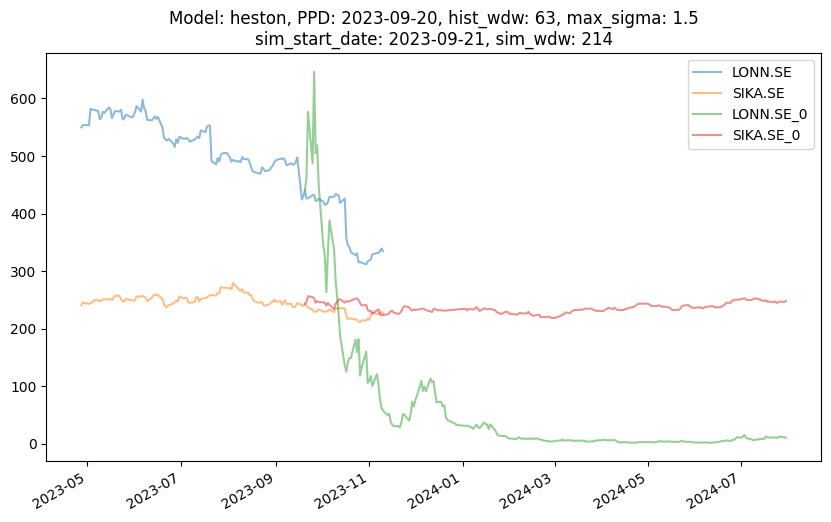 Model: heston, PPD: 2023-09-20, hist_wdw: 63, max_sigma: 1.5
sim_start_date: 2023-09-21, sim_wdw: 214
LONN.SE
SIKA.SE
LONN.SE_0
SIKA.SE_0
600
500
400
300
200
100
0
2023-05
2023-07
2023-09
2023-11
2024-01
2024-03
2024-05
2024-07